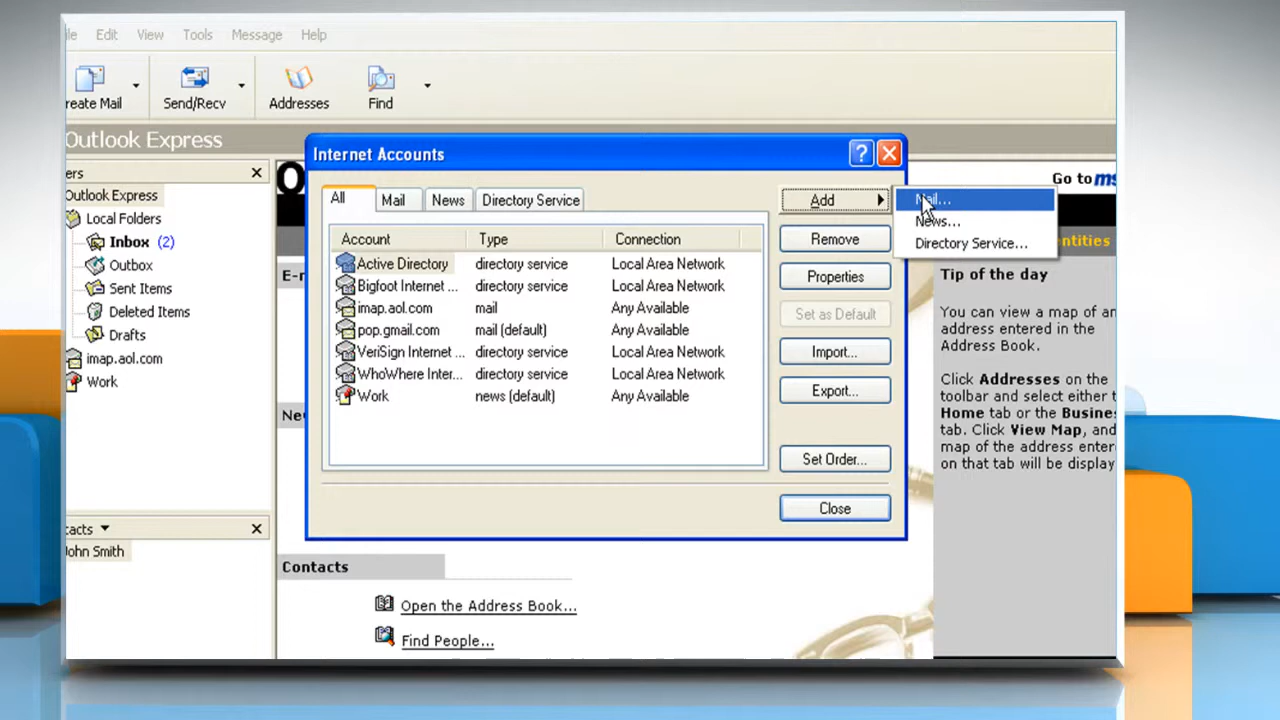 Edit View Tools Message Help
reate Mail Send/Recv Addresses Find
Outlook Express
ers
Outlook Express
Local Folders
Inbox (2)
Outbox
Sent Items
Deleted Items
Drafts
imap.aol.com
Work
tacts
John Smith
Internet Accounts
All Mail News Directory Service
Account Type Connection
Active Directory directory service Local Area Network
Bigfoot Internet ... directory service Local Area Network
imap.aol.com mail Any Available
pop.gmail.com mail (default) Any Available
VeriSign Internet ... directory service Local Area Network
WhoWhere Inter... directory service Local Area Network
Work news (default) Any Available
Add
Remove
Properties
Set as Default
Import...
Export...
Set Order...
Close
Mail...
News...
Directory Service...
Go to ms
entities
E-r
Ne
Contacts
Open the Address Book...
Find People...
Tip of the day
You can view a map of an
address entered in the
Address Book.
Click Addresses on the
toolbar and select either t
Home tab or the Busines
tab. Click View Map, and
map of the address enter
on that tab will be display